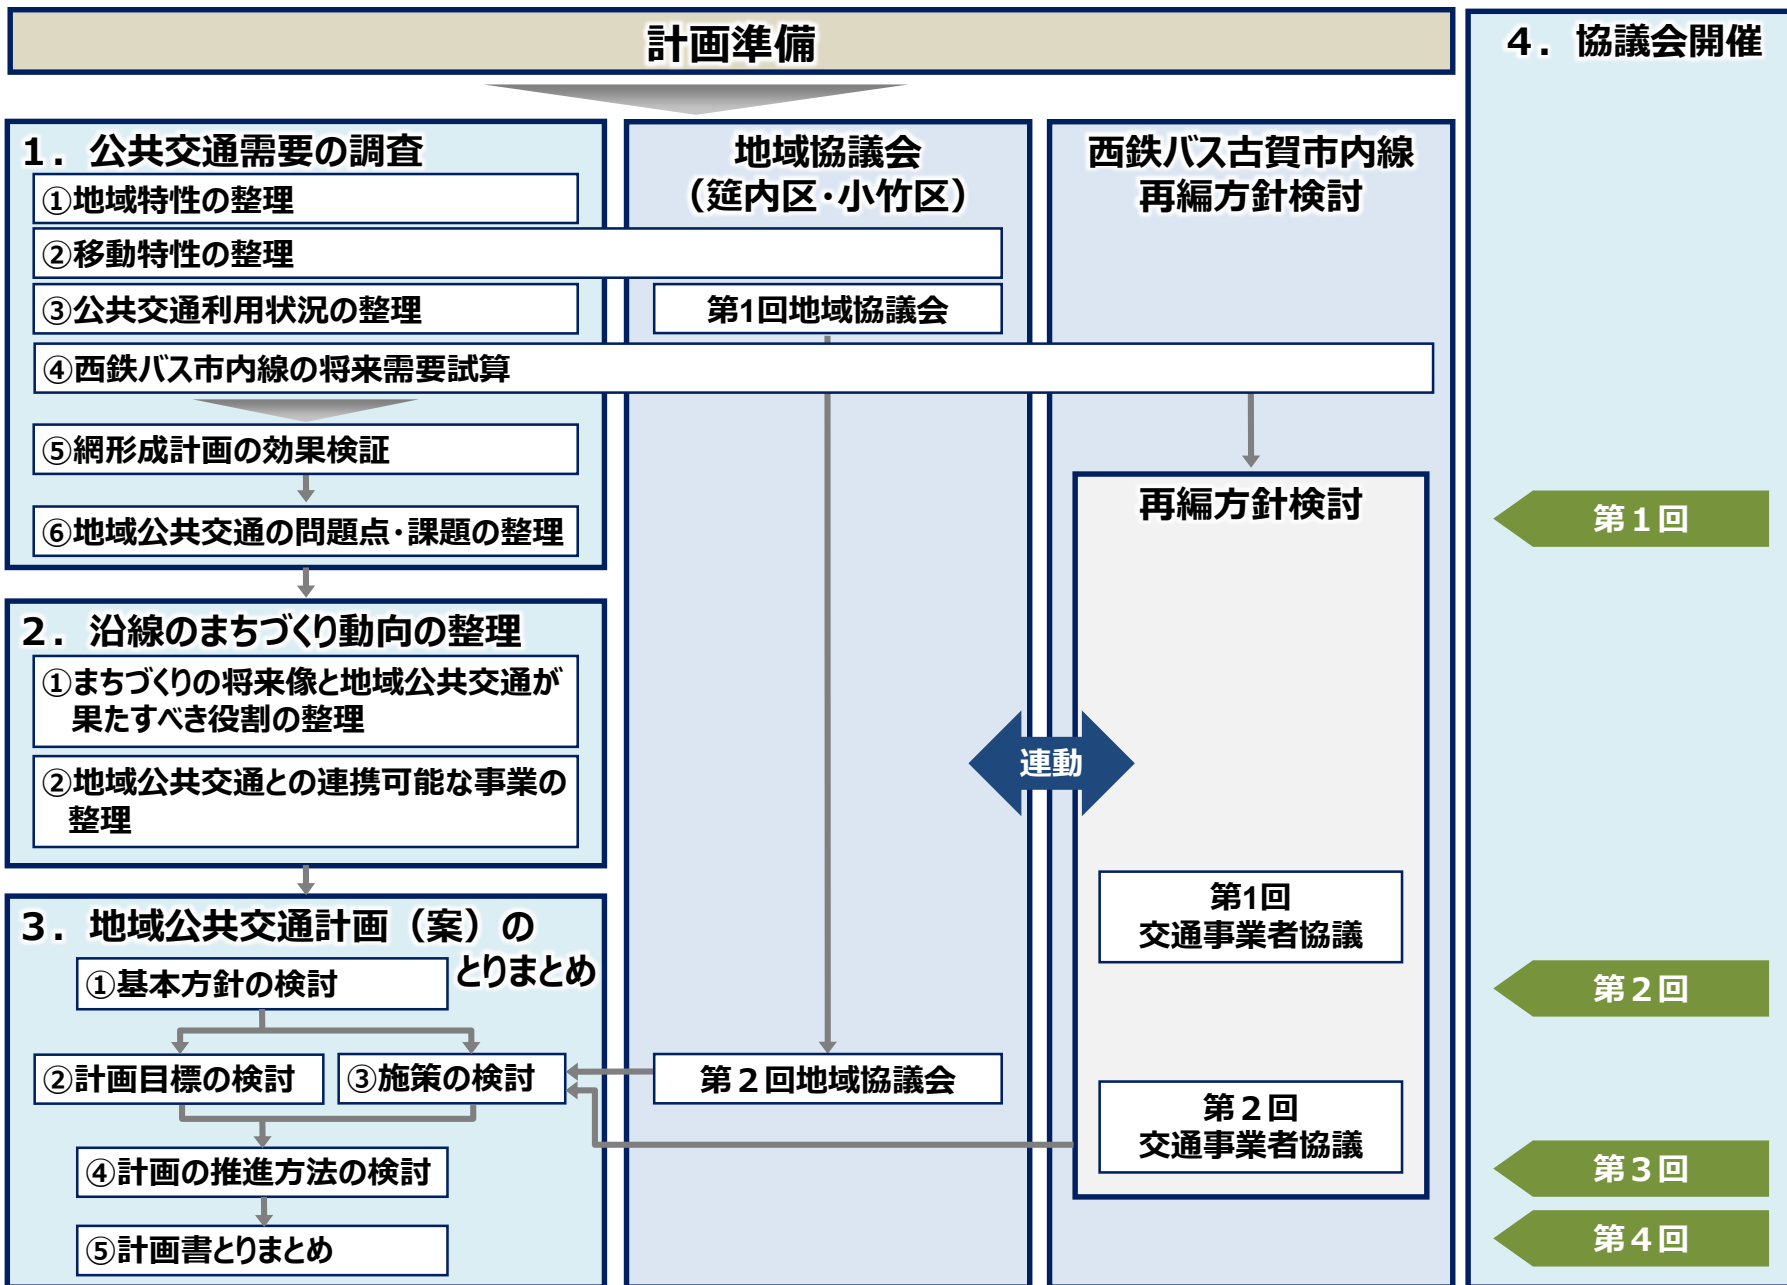 計画準備
1．公共交通需要の調査
①地域特性の整理
②移動特性の整理
③公共交通利用状況の整理
④西鉄バス市内線の将来需要試算
⑤網形成計画の効果検証
⑥地域公共交通の問題点・課題の整理
2．沿線のまちづくり動向の整理
①まちづくりの将来像と地域公共交通が
果たすべき役割の整理
②地域公共交通との連携可能な事業の
整理
3．地域公共交通計画（案）の
とりまとめ
①基本方針の検討
②計画目標の検討
③施策の検討
④計画の推進方法の検討
⑤計画書とりまとめ
地域協議会
（筵内区・小竹区）
第1回地域協議会
第２回地域協議会
西鉄バス古賀市内線
再編方針検討
再編方針検討
連動
第1回
交通事業者協議
第２回
交通事業者協議
４．協議会開催
第１回
第２回
第３回
第４回